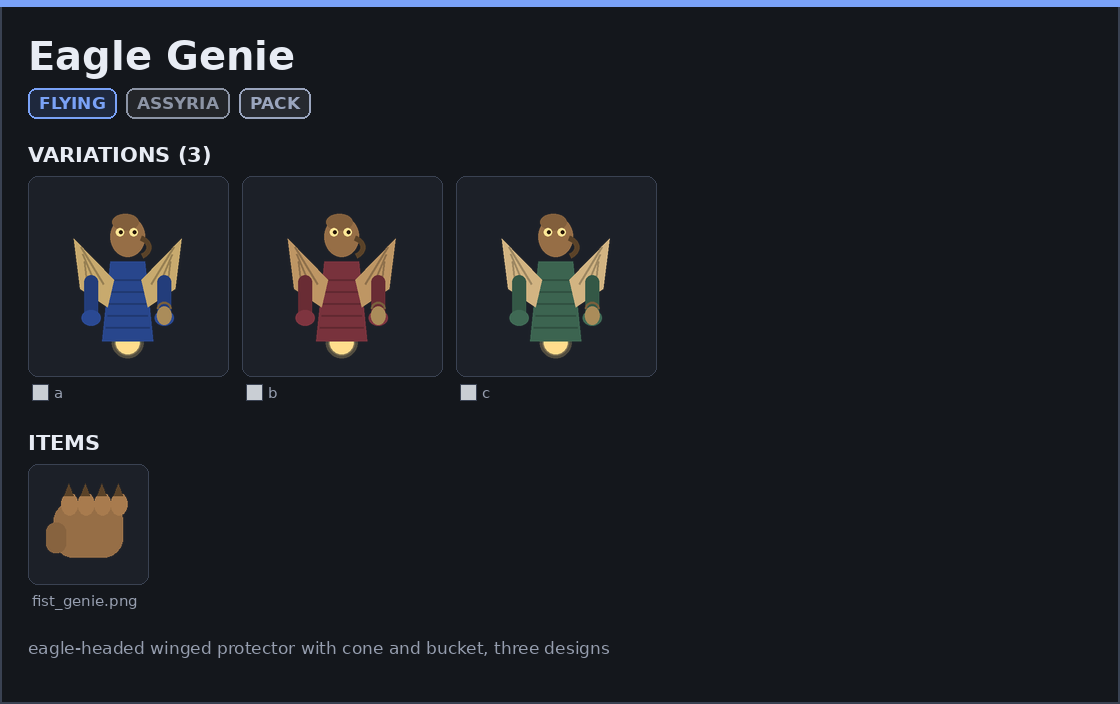 Eagle Genie
FLYING ASSYRIA PACK
VARIATIONS (3)
a b c
ITEMS
fist_genie.png
eagle-headed winged protector with cone and bucket, three designs